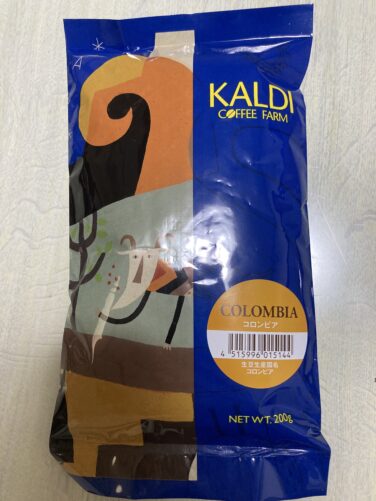 KALDI
COFFEE FARM
COLOMBIA
コロンビア
4 515996 015144
生豆生産国名
コロンビア
NET WT. 200g